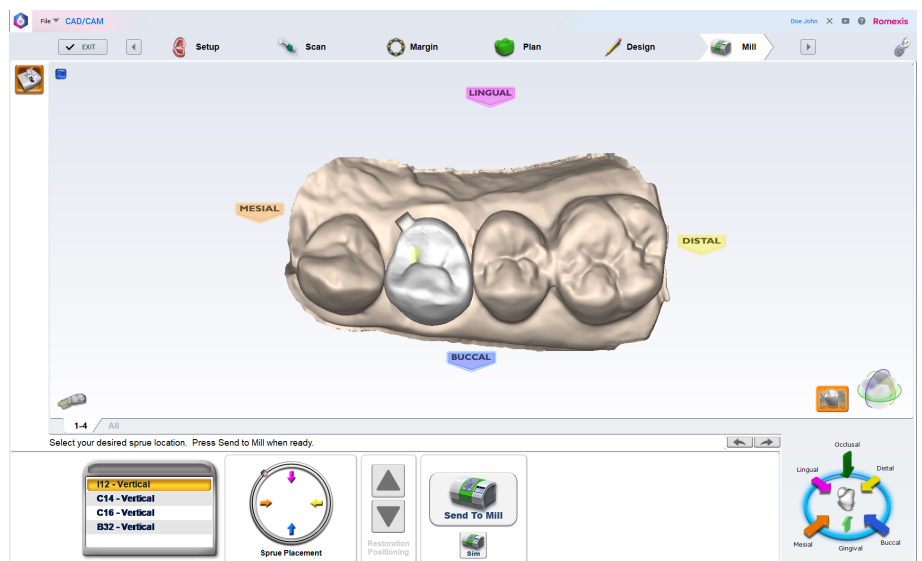 File CAD/CAM
Doe John
Romexis
EXIT
Setup
Scan
Margin
Plan
Design
Mill
LINGUAL
MESIAL
DISTAL
BUCCAL
1-4
All
Select your desired sprue location. Press Send to Mill when ready.
I12 - Vertical
C14 - Vertical
C16 - Vertical
B32 - Vertical
Sprue Placement
Restoration
Positioning
Send To Mill
Sim
Occlusal
Lingual
Distal
Mesial
Buccal
Gingival